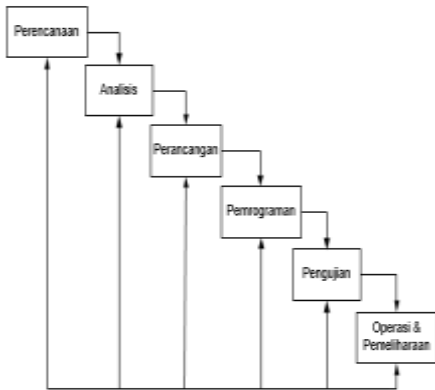 Perencanaan
Analisis
Perancangan
Pemrograman
Pengujian
Operasi &
Pemeliharaan